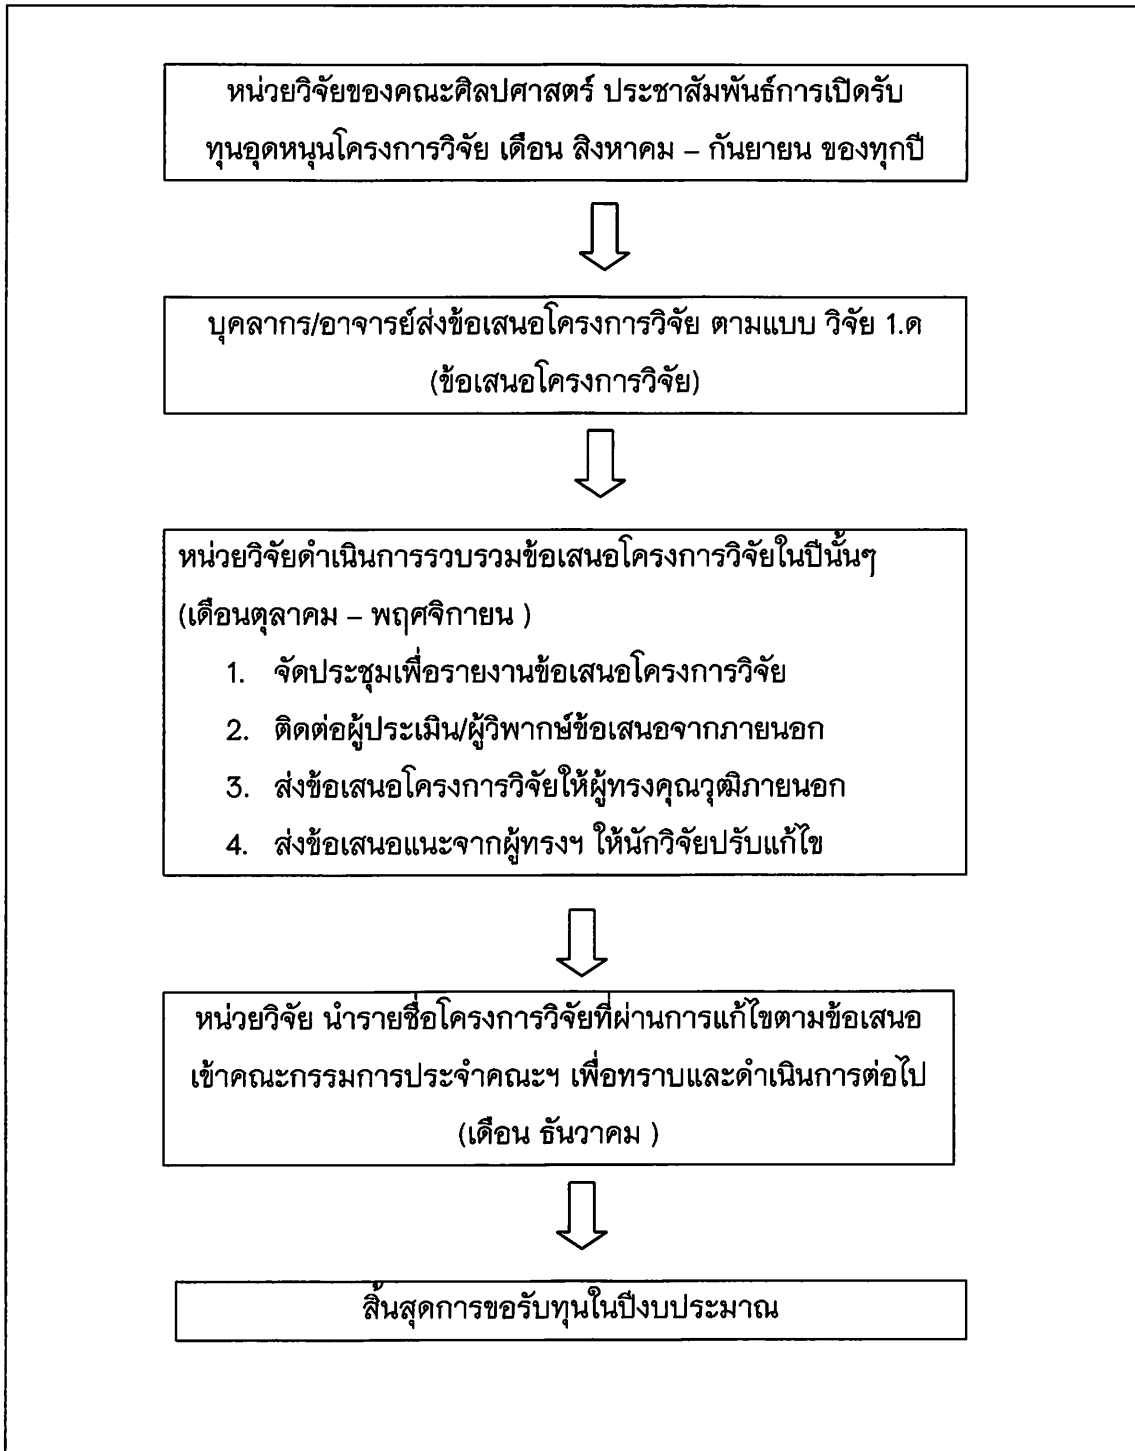 หน่วยวิจัยของคณะศิลปศาสตร์ ประชาสัมพันธ์การเปิดรับ
ทุนอุดหนุนโครงการวิจัย เดือน สิงหาคม – กันยายน ของทุกปี
บุคลากร/อาจารย์ส่งข้อเสนอโครงการวิจัย ตามแบบ วิจัย 1.ด
(ข้อเสนอโครงการวิจัย)
หน่วยวิจัยดำเนินการรวบรวมข้อเสนอโครงการวิจัยในปีนั้นๆ
(เดือนตุลาคม – พฤศจิกายน )
1. จัดประชุมเพื่อรายงานข้อเสนอโครงการวิจัย
2. ติดต่อผู้ประเมิน/ผู้วิพากษ์ข้อเสนอจากภายนอก
3. ส่งข้อเสนอโครงการวิจัยให้ผู้ทรงคุณวุฒิภายนอก
4. ส่งข้อเสนอแนะจากผู้ทรงฯ ให้นักวิจัยปรับแก้ไข
หน่วยวิจัย นำรายชื่อโครงการวิจัยที่ผ่านการแก้ไขตามข้อเสนอ
เข้าคณะกรรมการประจำคณะฯ เพื่อทราบและดำเนินการต่อไป
(เดือน ธันวาคม )
สิ้นสุดการขอรับทุนในปีงบประมาณ